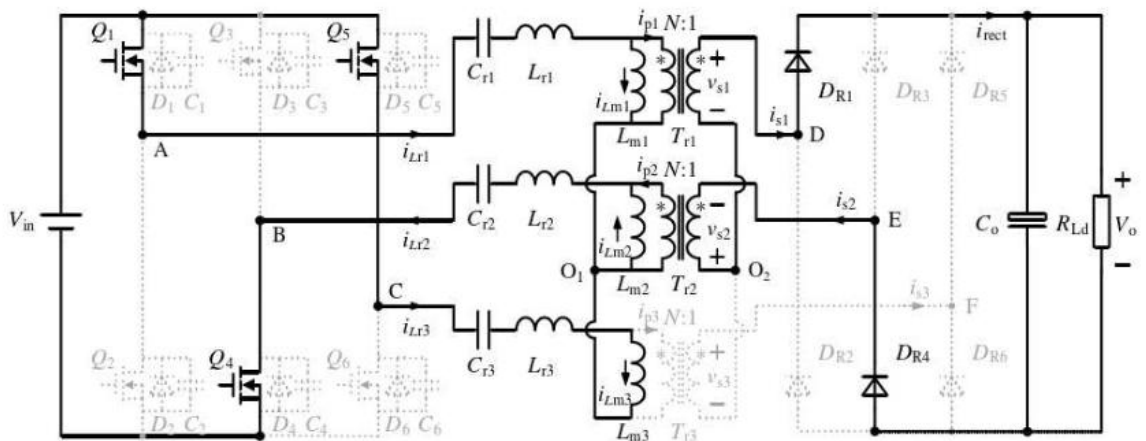 Q1 Q3 Q5 Cr1 Lr1 ip1 N:1 irect
D1 C1 D3 C3 D5 C5 iLm1 * * + vs1 − is1 DR1 DR3 DR5
A iLr1 Lm1 Tr1 D
ip2 N:1
Vin B iLr2 Cr2 Lr2 iLm2 * * − vs2 + is2 E Co RLd + Vo −
O1 Lm2 Tr2 O2
C iLr3 Cr3 Lr3 ip3 N:1 is3 F
Q2 Q4 Q6 iLm3 * * + vs3 − DR2 DR4 DR6
D2 C2 D4 C4 D6 C6 Lm3 Tr3